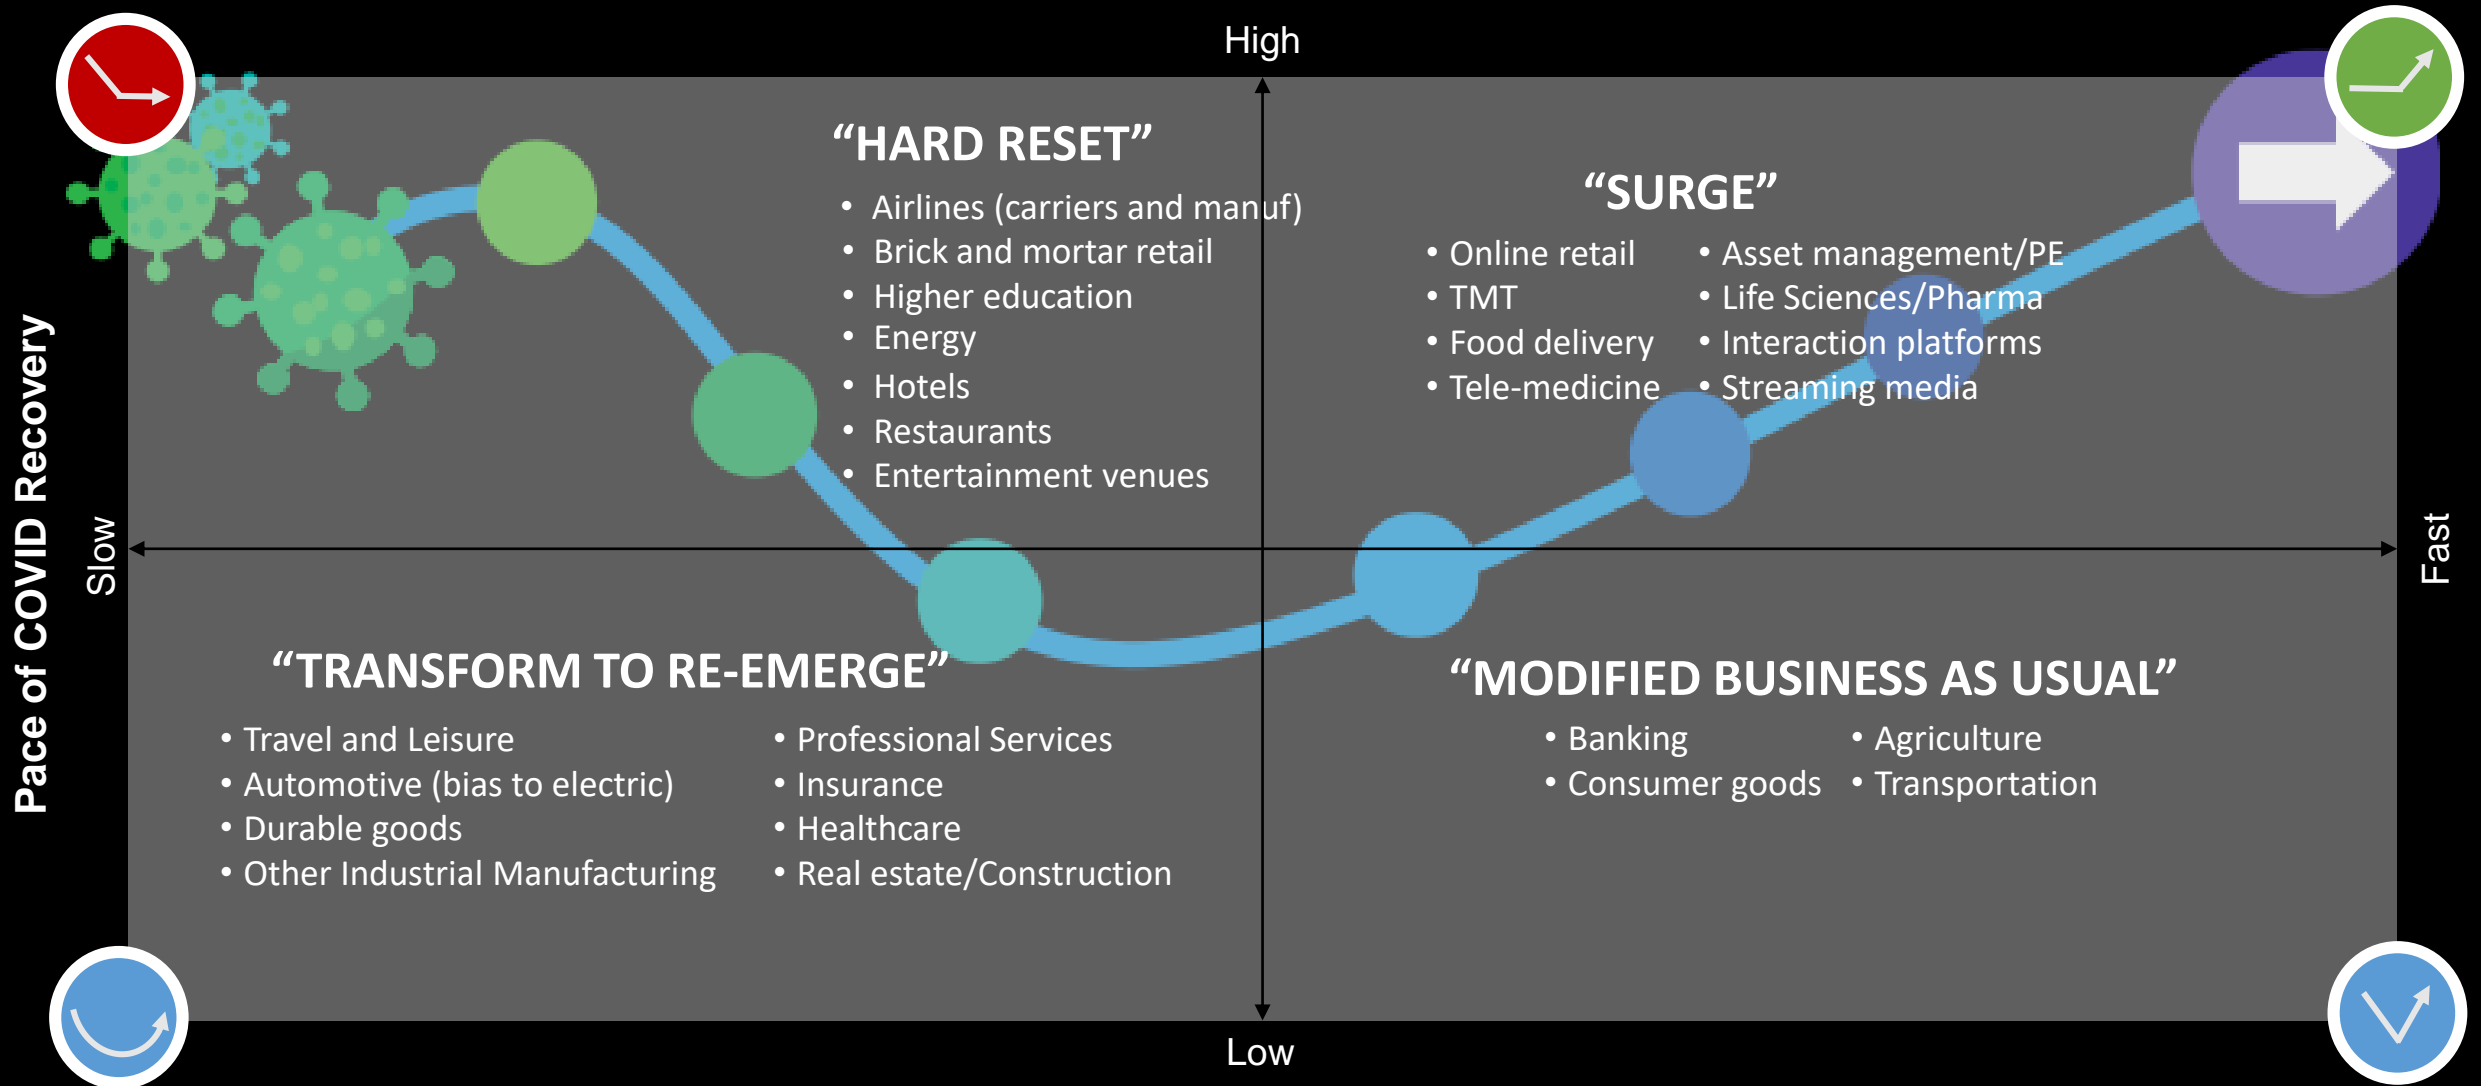 High
“HARD RESET”
• Airlines (carriers and manuf)
• Brick and mortar retail
• Higher education
• Energy
• Hotels
• Restaurants
• Entertainment venues
“SURGE”
• Online retail
• TMT
• Food delivery
• Tele-medicine
• Asset management/PE
• Life Sciences/Pharma
• Interaction platforms
• Streaming media
Pace of COVID Recovery
Slow
Fast
“TRANSFORM TO RE-EMERGE”
• Travel and Leisure
• Automotive (bias to electric)
• Durable goods
• Other Industrial Manufacturing
• Professional Services
• Insurance
• Healthcare
• Real estate/Construction
“MODIFIED BUSINESS AS USUAL”
• Banking
• Consumer goods
• Agriculture
• Transportation
Low